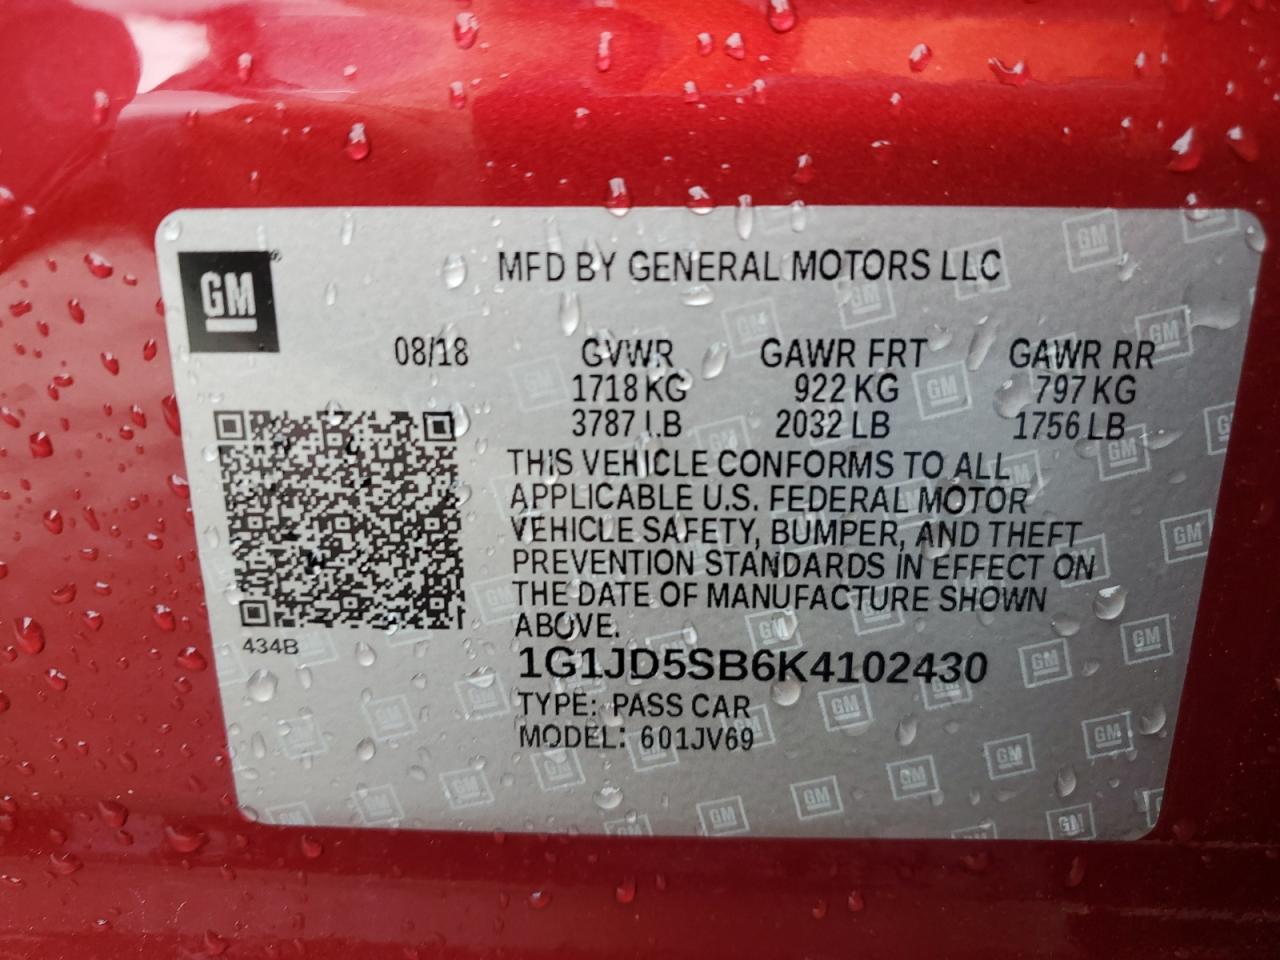 GM
MFD BY GENERAL MOTORS LLC
08/18 GVWR GAWR FRT GAWR RR
1718 KG 922 KG 797 KG
3787 LB 2032 LB 1756 LB
THIS VEHICLE CONFORMS TO ALL
APPLICABLE U.S. FEDERAL MOTOR
VEHICLE SAFETY, BUMPER, AND THEFT
PREVENTION STANDARDS IN EFFECT ON
THE DATE OF MANUFACTURE SHOWN
ABOVE.
434B
1G1JD5SB6K4102430
TYPE: PASS CAR
MODEL: 601JV69